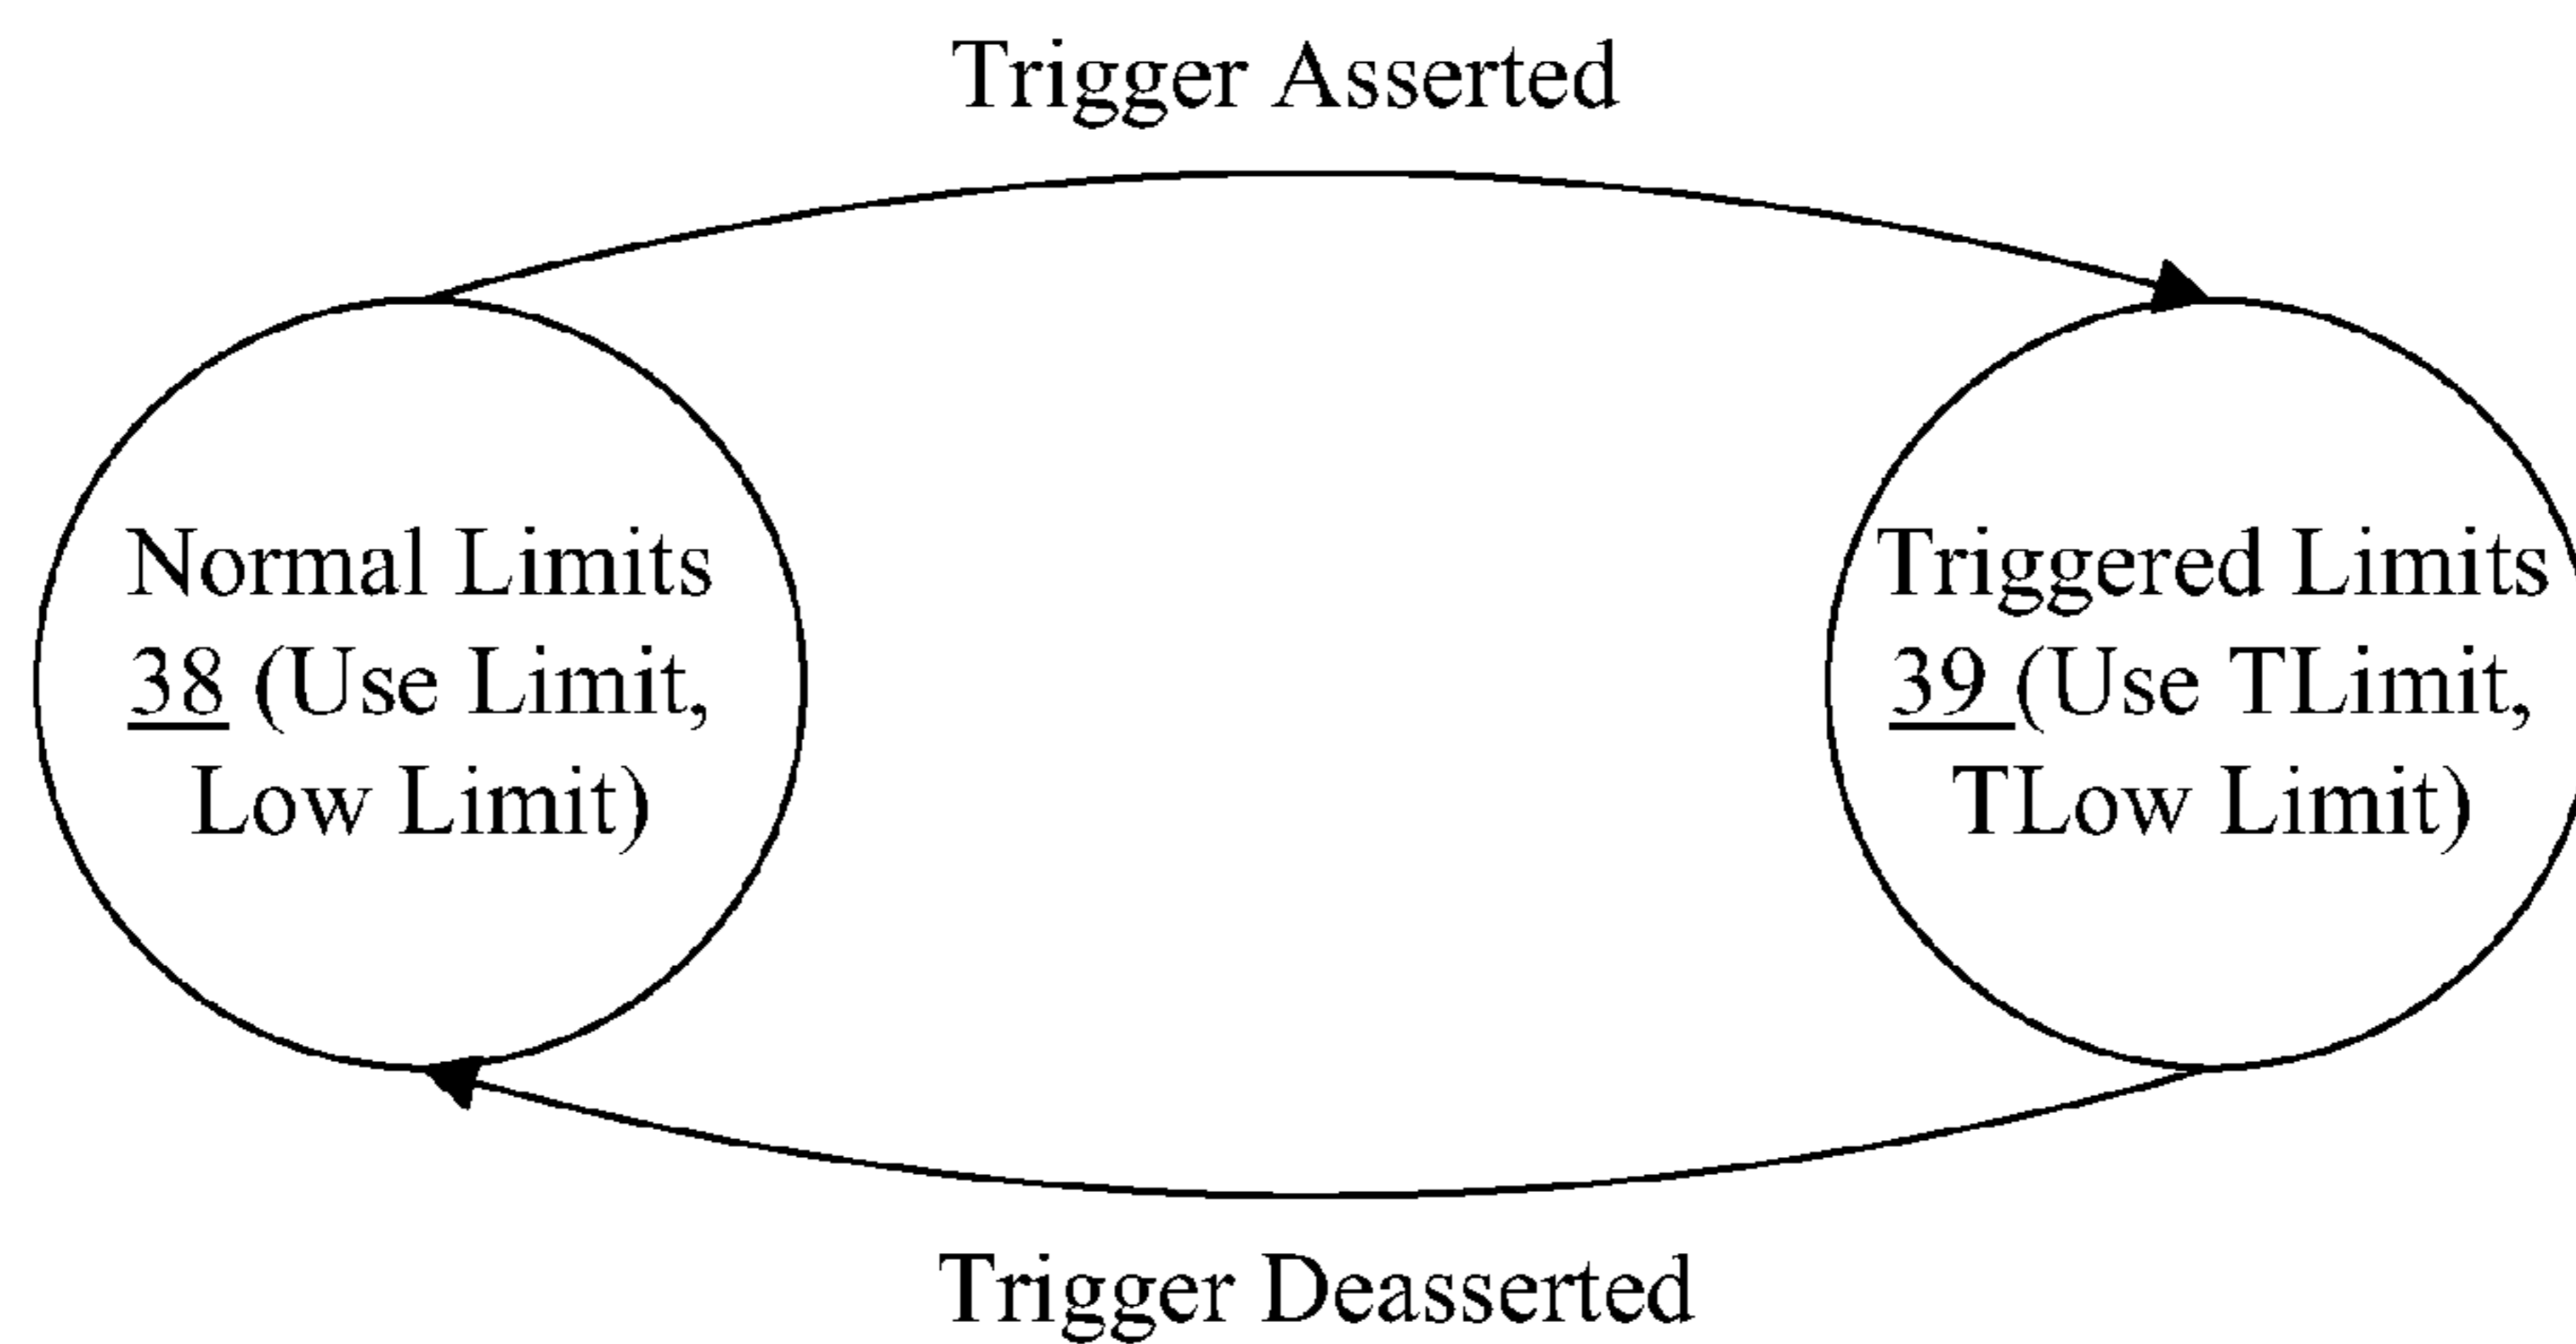 Trigger Asserted
Normal Limits
38 (Use Limit,
Low Limit)
Triggered Limits
39 (Use TLimit,
TLow Limit)
Trigger Deasserted